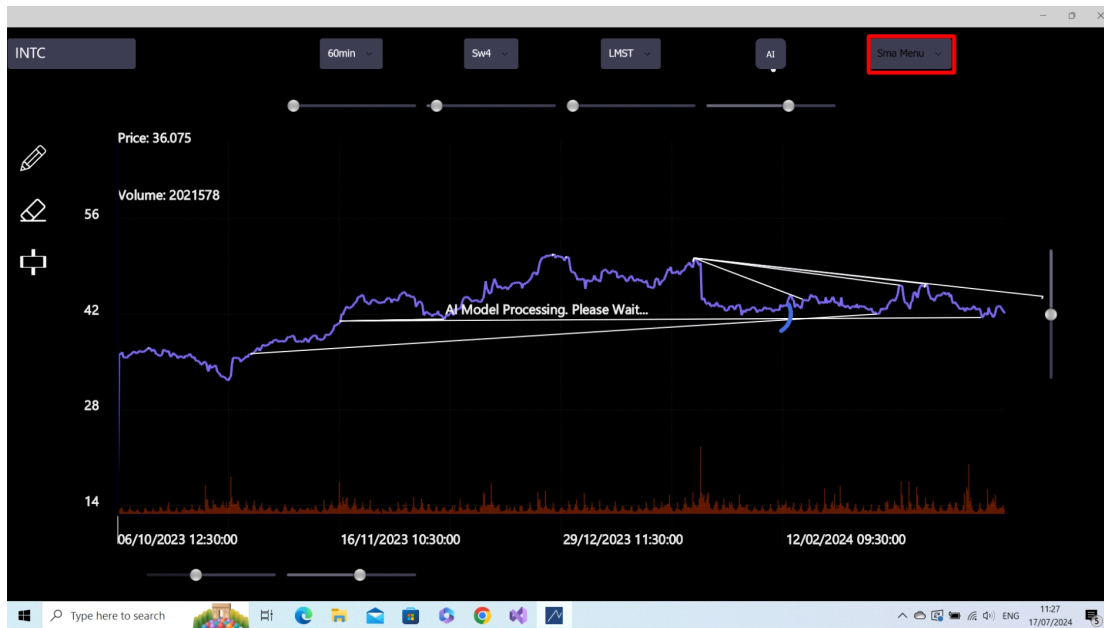 INTC
60min
Sw4
LMST
AI
Sma Menu
Price: 36.075
Volume: 2021578
56
42
AI Model Processing. Please Wait...
28
14
06/10/2023 12:30:00
16/11/2023 10:30:00
29/12/2023 11:30:00
12/02/2024 09:30:00
Type here to search
ENG
11:27
17/07/2024
5